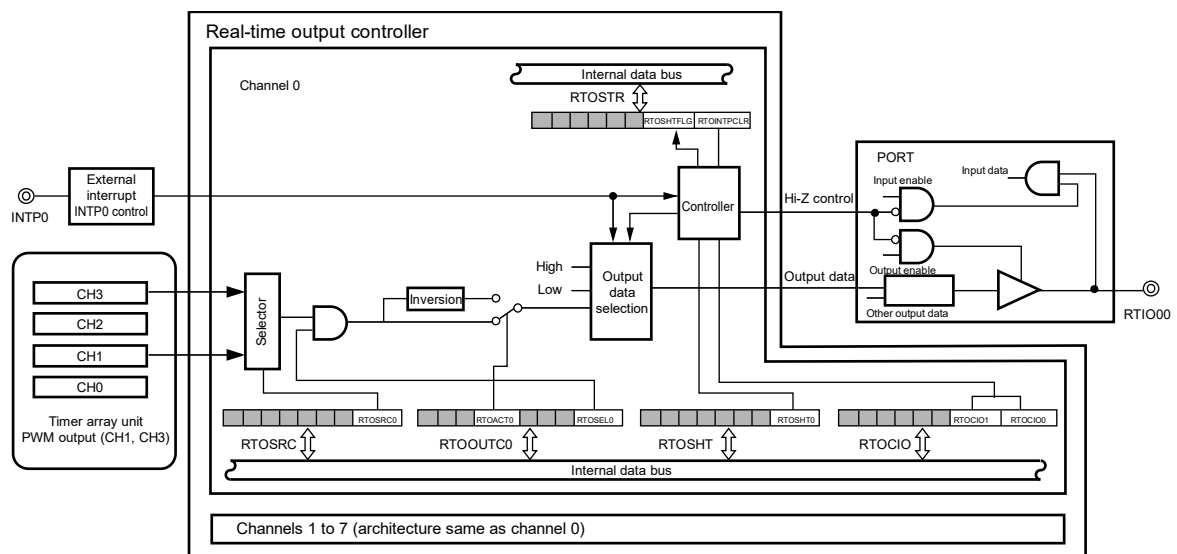 Real-time output controller
Internal data bus
Channel 0
RTOSTR
RTOSHTFLG
RTOINTPCLR
PORT
Input data
Input enable
External
interrupt
INTP0 control
INTP0
Controller
Hi-Z control
Output enable
High
Low
Output
data
selection
Output data
Other output data
RTIO00
CH3
CH2
CH1
CH0
Selector
Inversion
Timer array unit
PWM output (CH1, CH3)
RTOSRC0
RTOACT0
RTOSEL0
RTOSHT0
RTOCIO1
RTOCIO0
RTOSRC
RTOOUTC0
RTOSHT
RTOCIO
Internal data bus
Channels 1 to 7 (architecture same as channel 0)